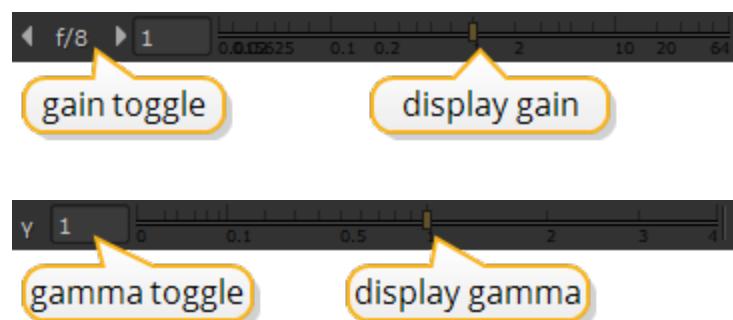 f/8 1 0.1 0.2 2 10 20 64
gain toggle display gain
Y 1 0 0.1 0.5 1 2 3 4
gamma toggle display gamma